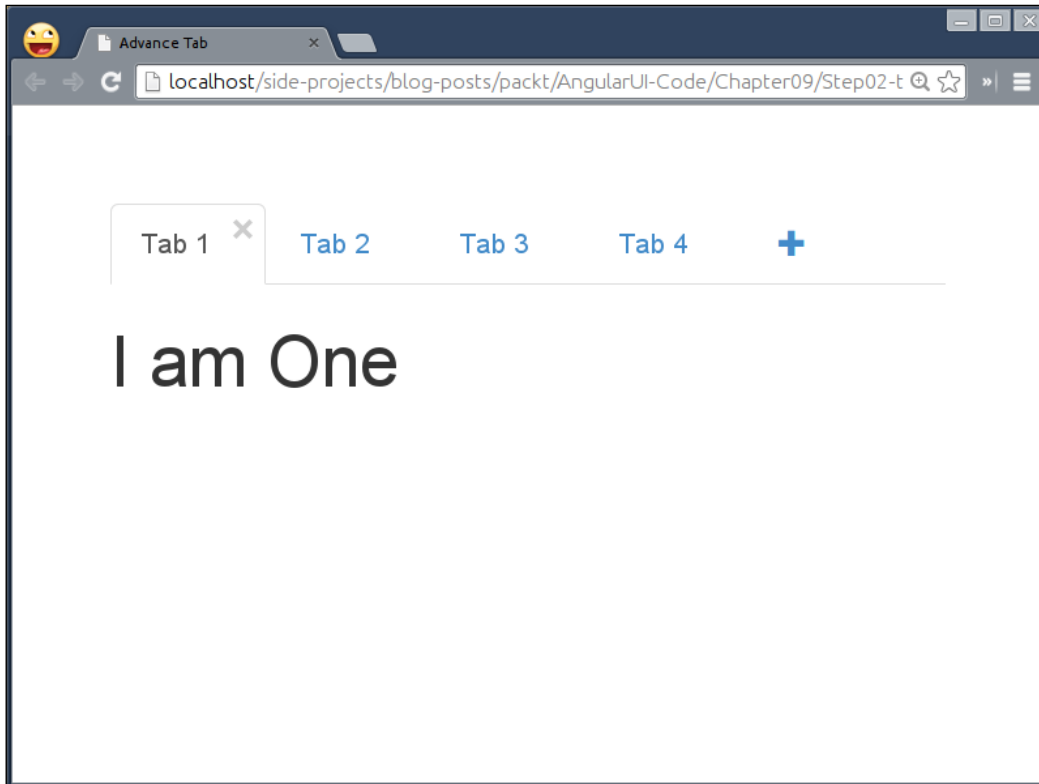 Advance Tab
localhost/side-projects/blog-posts/packt/AngularUI-Code/Chapter09/Step02-t
Tab 1 Tab 2 Tab 3 Tab 4
I am One